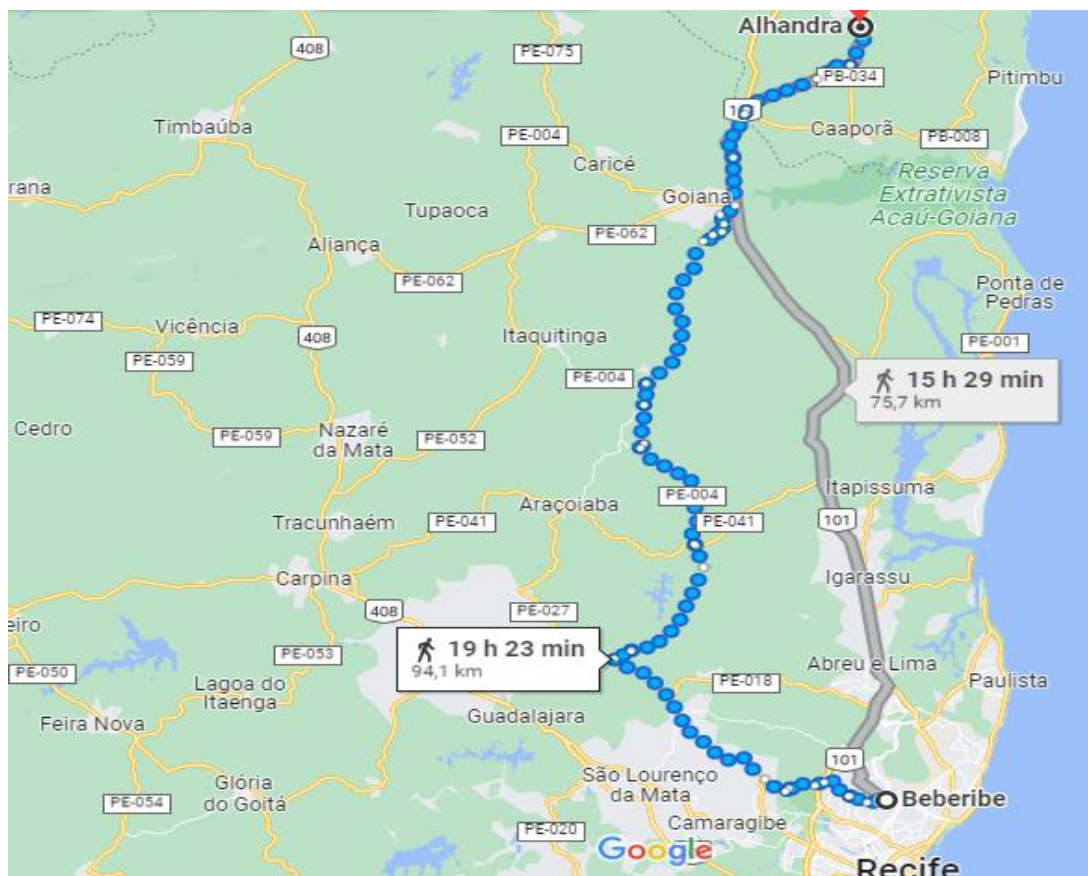 Alhandra
408
PE-075
PB-034
Pitimbu
Timbaúba
PE-004
Caaporã
PB-008
Caricé
rana
Reserva
Extrativista
Acaú-Goiana
Goiana
Tupaoca
PE-062
Aliança
PE-062
Ponta de
Pedras
PE-074
Vicência
408
Itaquitinga
PE-001
PE-059
PE-004
15 h 29 min
75,7 km
Cedro
PE-059
Nazaré
da Mata
PE-052
Itapissuma
PE-004
Araçoiaba
PE-041
PE-041
101
Tracunhaém
Carpina
Igarassu
408
PE-027
eiro
19 h 23 min
94,1 km
PE-053
PE-050
Abreu e Lima
Paulista
Lagoa do
Itaenga
PE-018
Feira Nova
Guadalajara
101
São Lourenço
da Mata
Glória
do Goitá
PE-054
Beberibe
Camaragibe
PE-020
Google
Recife